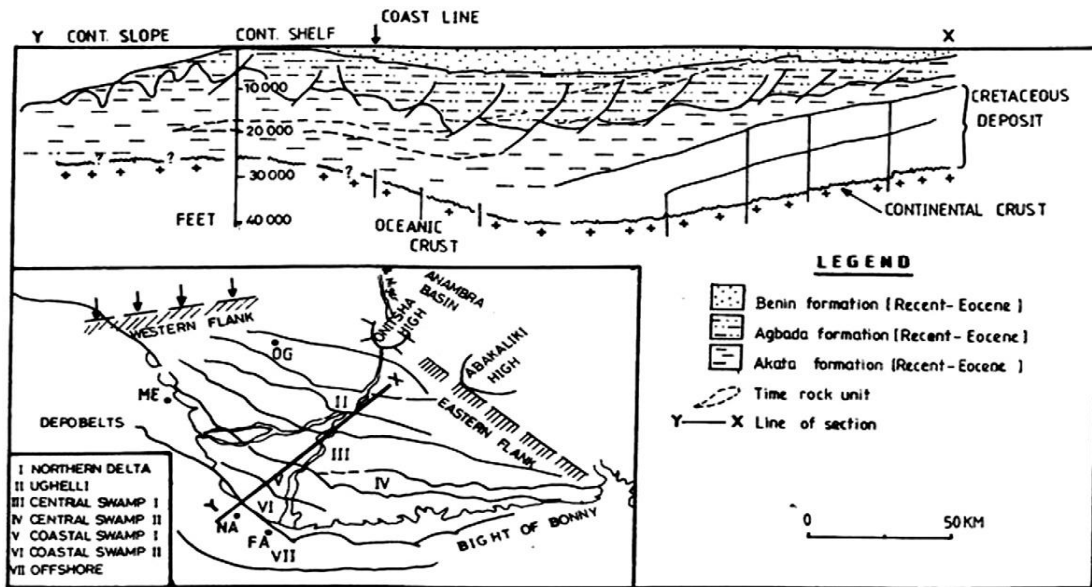 COAST LINE
Y CONT. SLOPE CONT. SHELF X
10000
20000
30000
FEET 40000
? ? ?
OCEANIC CRUST
CRETACEOUS DEPOSIT
CONTINENTAL CRUST
LEGEND
Benin formation [Recent-Eocene]
Agbada formation [Recent-Eocene]
Akata formation [Recent-Eocene]
Time rock unit
Y X Line of section
0 50 KM
ANAMBRA BASIN
ONITSHA HIGH
WESTERN FLANK
OG
ABAKALIKI HIGH
X
ME
II
EASTERN FLANK
DEPOBELTS
III
IV
V
Y
VI
NA
FA
VII
BIGHT OF BONNY
I NORTHERN DELTA
II UGHELLI
III CENTRAL SWAMP I
IV CENTRAL SWAMP II
V COASTAL SWAMP I
VI COASTAL SWAMP II
VII OFFSHORE